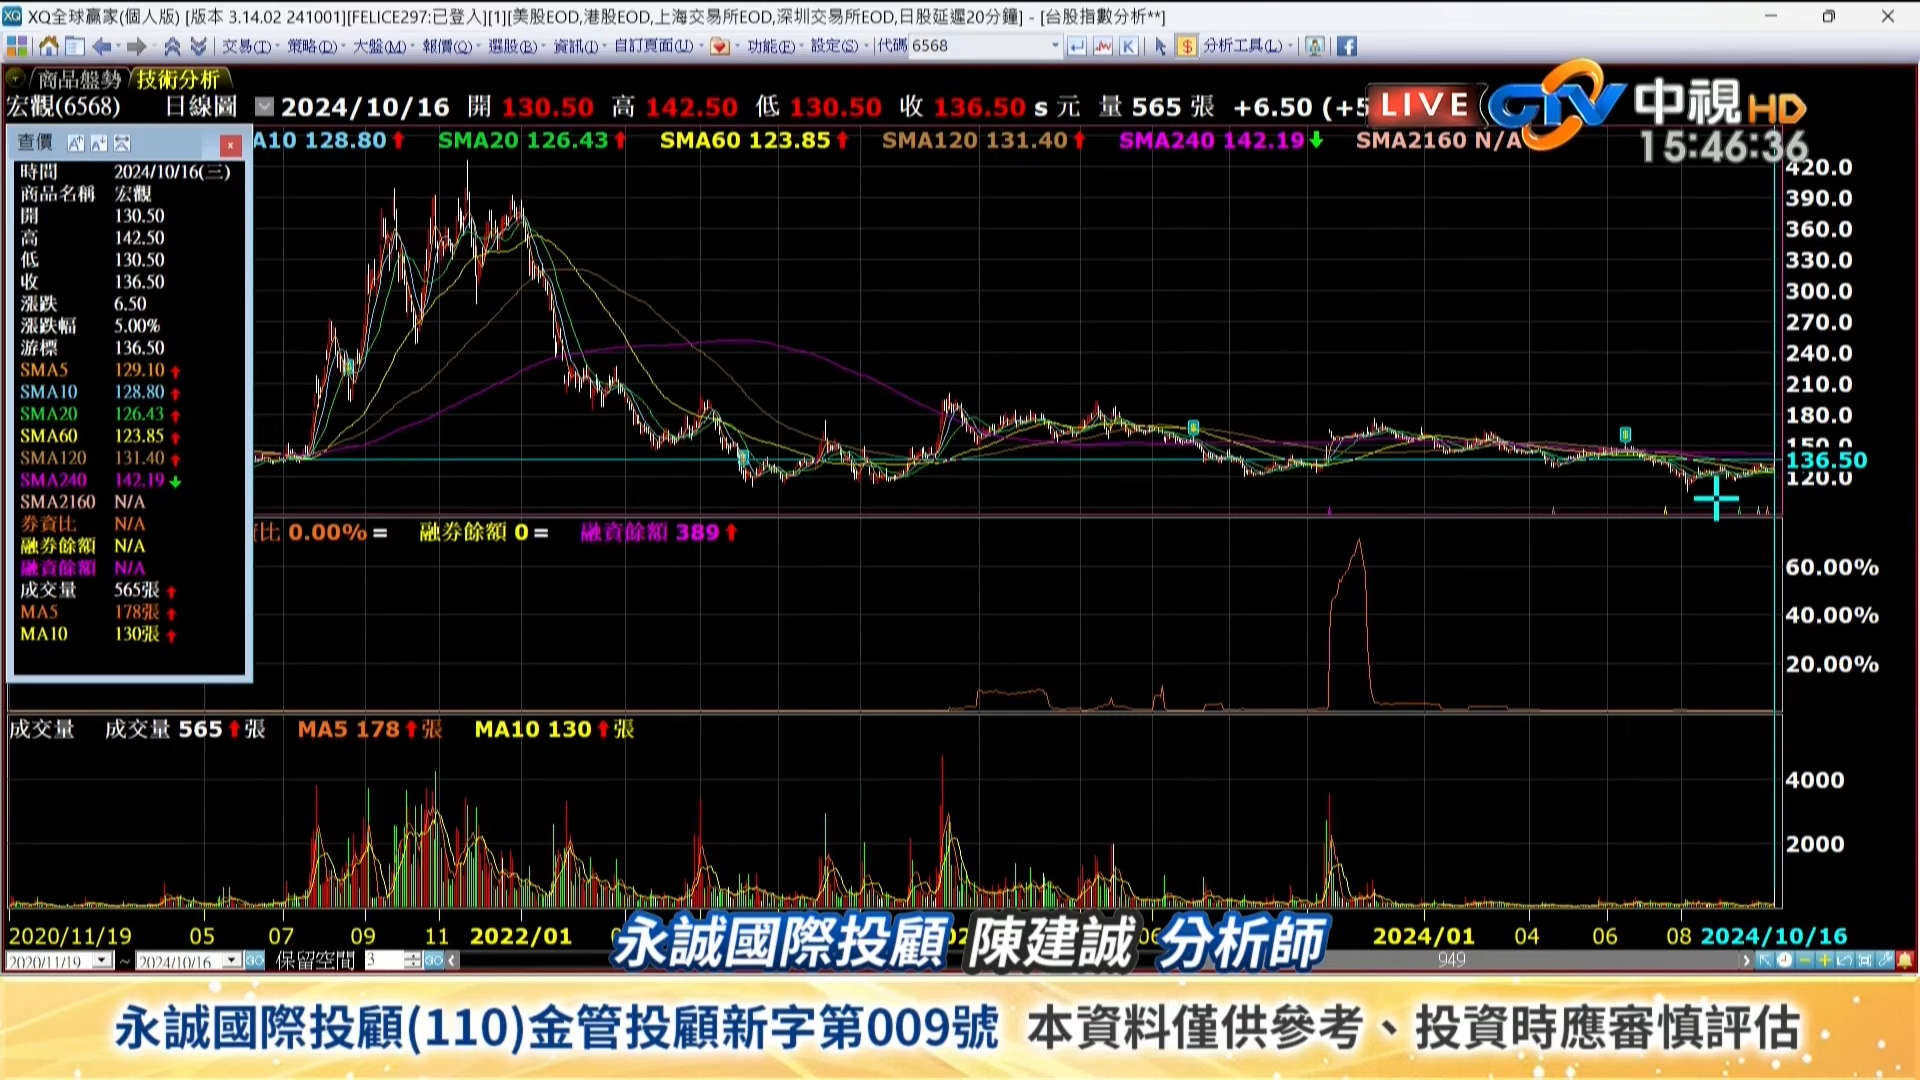 XQ全球贏家(個人版) [版本 3.14.02 241001][FELICE297:已登入][1][美股EOD,港股EOD,上海交易所EOD,深圳交易所EOD,日股延遲20分鐘] - [台股指數分析**]
交易(T) 策略(D) 大盤(M) 報價(Q) 選股(B) 資訊(I) 自訂頁面(U) 功能(E) 設定(S) 代碼 6568 分析工具(L)
商品盤勢 技術分析
宏觀(6568) 日線圖 2024/10/16 開 130.50 高 142.50 低 130.50 收 136.50 s 元 量 565 張 +6.50 (+5
LIVE CTV 中視HD
15:46:36
A10 128.80 SMA20 126.43 SMA60 123.85 SMA120 131.40 SMA240 142.19 SMA2160 N/A
查價
時間 2024/10/16(三)
商品名稱 宏觀
開 130.50
高 142.50
低 130.50
收 136.50
漲跌 6.50
漲跌幅 5.00%
游標 136.50
SMA5 129.10
SMA10 128.80
SMA20 126.43
SMA60 123.85
SMA120 131.40
SMA240 142.19
SMA2160 N/A
券資比 N/A
融券餘額 N/A
融資餘額 N/A
成交量 565張
MA5 178張
MA10 130張
420.0
390.0
360.0
330.0
300.0
270.0
240.0
210.0
180.0
150.0
136.50
120.0
比 0.00% = 融券餘額 0 = 融資餘額 389
60.00%
40.00%
20.00%
成交量 成交量 565 張 MA5 178 張 MA10 130 張
4000
2000
2020/11/19 05 07 09 11 2022/01 2024/01 04 06 08 2024/10/16
2020/11/19 ~ 2024/10/16 保留空間 3 949
永誠國際投顧 陳建誠 分析師
永誠國際投顧(110)金管投顧新字第009號 本資料僅供參考、投資時應審慎評估